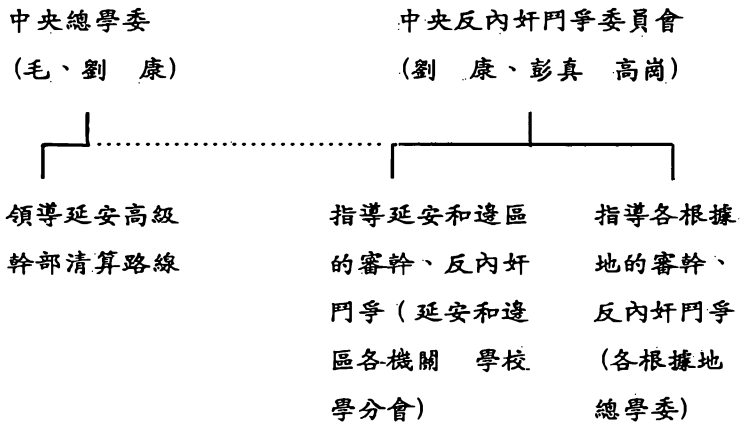 中央總學委
(毛、劉 康)
中央反內奸鬥爭委員會
(劉 康、彭真 高崗)
領導延安高級
幹部清算路線
指導延安和邊區
的審幹、反內奸
鬥爭(延安和邊
區各機關 學校
學分會)
指導各根據
地的審幹、
反內奸鬥爭
(各根據地
總學委)